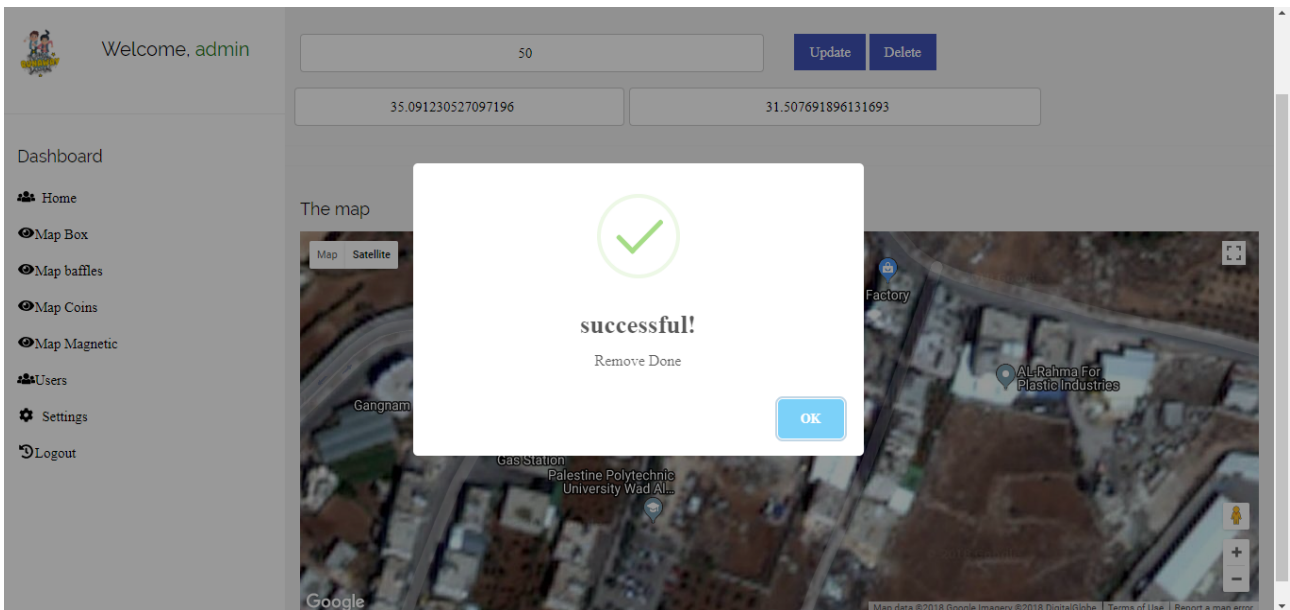 Welcome, admin
50
Update
Delete
35.091230527097196
31.507691896131693
Dashboard
Home
Map Box
Map baffles
Map Coins
Map Magnetic
Users
Settings
Logout
The map
Map
Satellite
Factory
AL-Rahma For
Plastic Industries
Gangnam
Gas Station
Palestine Polytechnic
University Wad Al...
successful!
Remove Done
OK
+
−
Google
Map data ©2018 Google Imagery ©2018 DigitalGlobe
Terms of Use
Report a map error